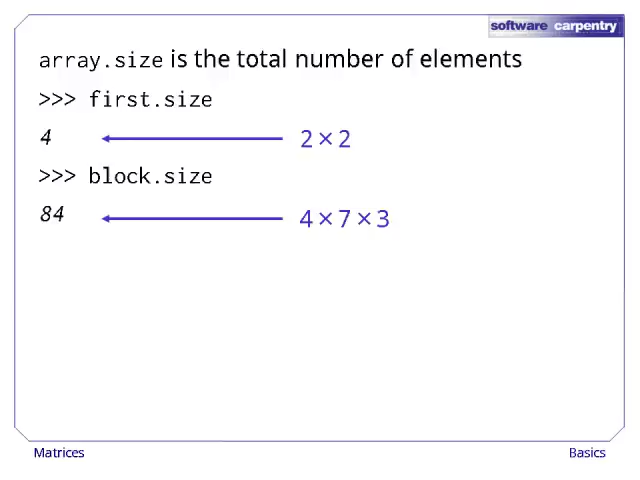 software carpentry
array.size is the total number of elements
>>> first.size
4 2 × 2
>>> block.size
84 4 × 7 × 3
Matrices Basics